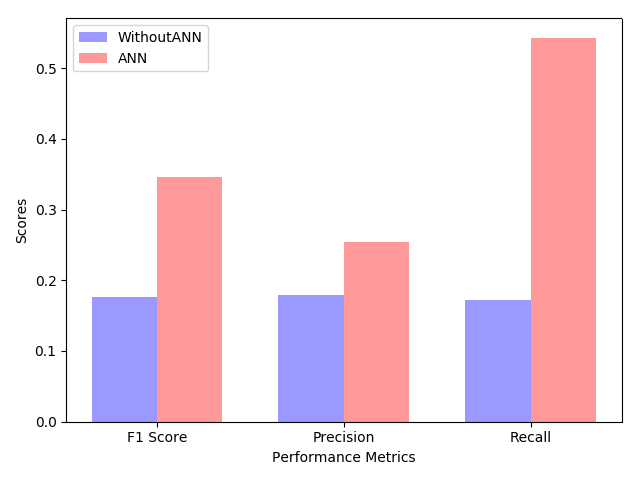 WithoutANN
ANN
Scores
0.5
0.4
0.3
0.2
0.1
0.0
F1 Score
Precision
Recall
Performance Metrics